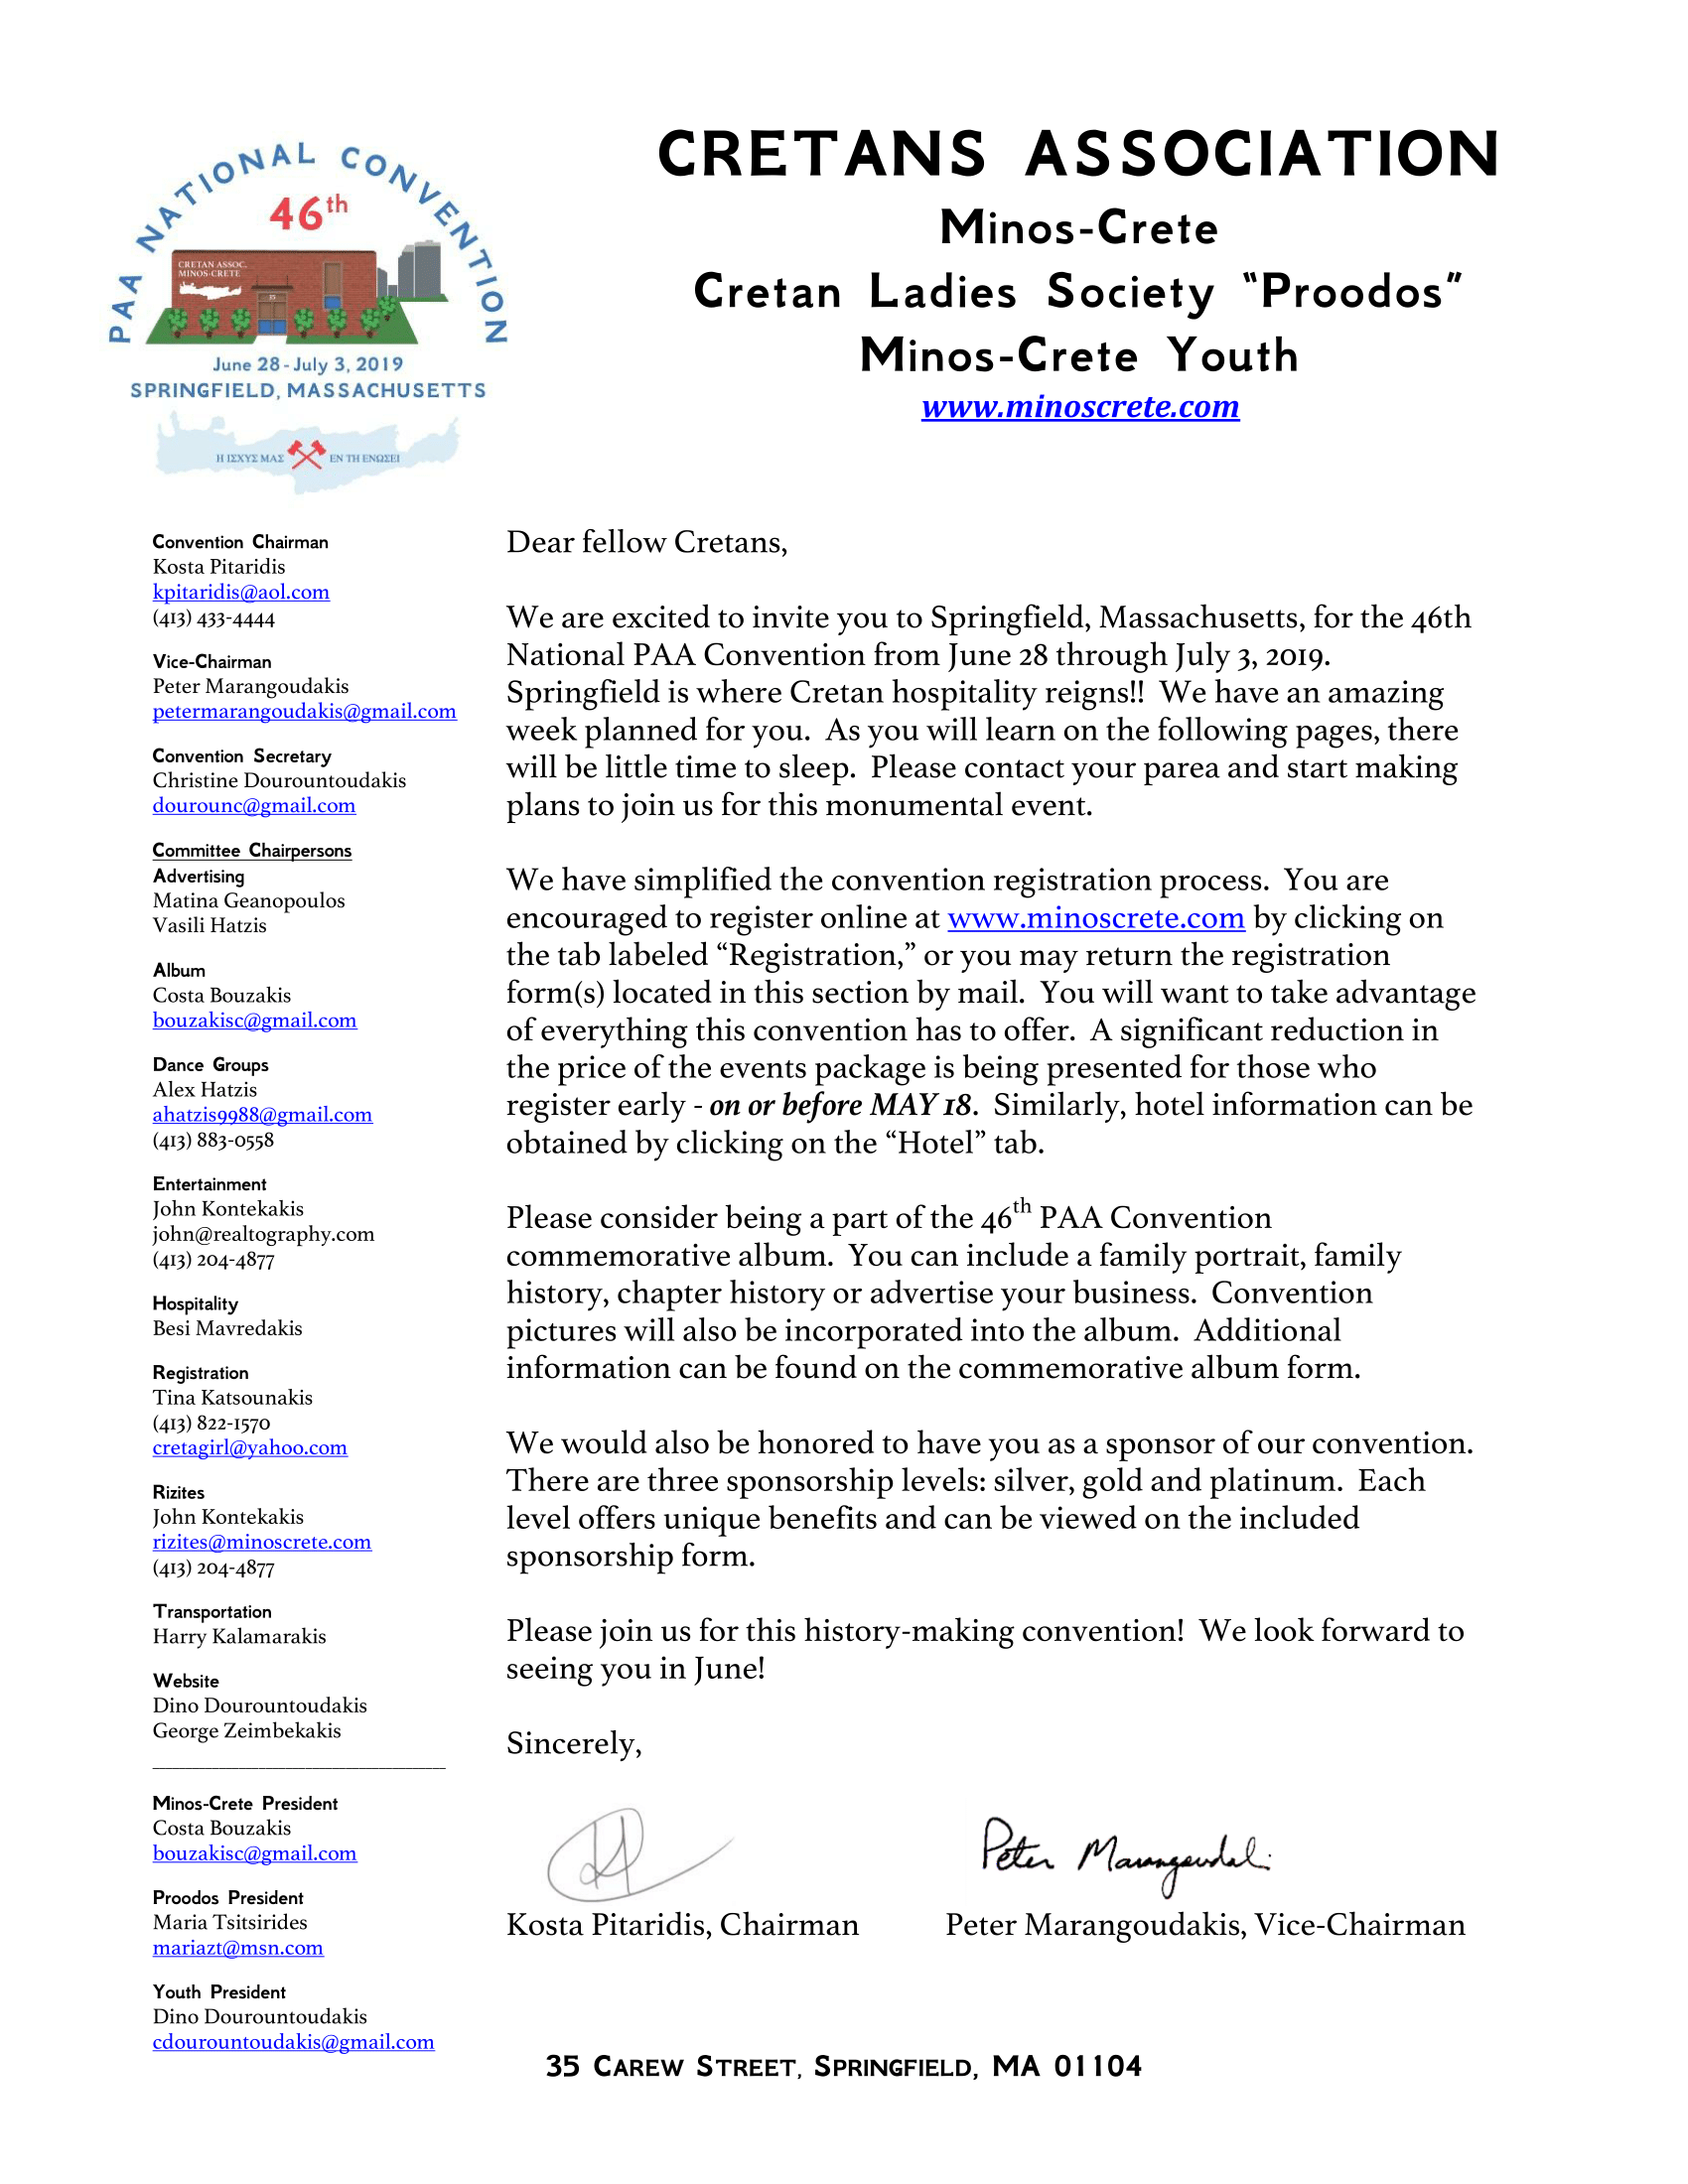 PAA NATIONAL CONVENTION
46th
CRETAN ASSOC.
MINOS-CRETE
35
June 28 - July 3, 2019
SPRINGFIELD, MASSACHUSETTS
Η ΙΣΧΥΣ ΜΑΣ ΕΝ ΤΗ ΕΝΩΣΕΙ
CRETANS ASSOCIATION
Minos-Crete
Cretan Ladies Society “Proodos”
Minos-Crete Youth
www.minoscrete.com
Convention Chairman
Kosta Pitaridis
kpitaridis@aol.com
(413) 433-4444
Vice-Chairman
Peter Marangoudakis
petermarangoudakis@gmail.com
Convention Secretary
Christine Dourountoudakis
dourounc@gmail.com
Committee Chairpersons
Advertising
Matina Geanopoulos
Vasili Hatzis
Album
Costa Bouzakis
bouzakisc@gmail.com
Dance Groups
Alex Hatzis
ahatzis9988@gmail.com
(413) 883-0558
Entertainment
John Kontekakis
john@realtography.com
(413) 204-4877
Hospitality
Besi Mavredakis
Registration
Tina Katsounakis
(413) 822-1570
cretagirl@yahoo.com
Rizites
John Kontekakis
rizites@minoscrete.com
(413) 204-4877
Transportation
Harry Kalamarakis
Website
Dino Dourountoudakis
George Zeimbekakis
Minos-Crete President
Costa Bouzakis
bouzakisc@gmail.com
Proodos President
Maria Tsitsirides
mariazt@msn.com
Youth President
Dino Dourountoudakis
cdourountoudakis@gmail.com
Dear fellow Cretans,
We are excited to invite you to Springfield, Massachusetts, for the 46th
National PAA Convention from June 28 through July 3, 2019.
Springfield is where Cretan hospitality reigns!! We have an amazing
week planned for you. As you will learn on the following pages, there
will be little time to sleep. Please contact your parea and start making
plans to join us for this monumental event.
We have simplified the convention registration process. You are
encouraged to register online at www.minoscrete.com by clicking on
the tab labeled “Registration,” or you may return the registration
form(s) located in this section by mail. You will want to take advantage
of everything this convention has to offer. A significant reduction in
the price of the events package is being presented for those who
register early - on or before MAY 18. Similarly, hotel information can be
obtained by clicking on the “Hotel” tab.
Please consider being a part of the 46th PAA Convention
commemorative album. You can include a family portrait, family
history, chapter history or advertise your business. Convention
pictures will also be incorporated into the album. Additional
information can be found on the commemorative album form.
We would also be honored to have you as a sponsor of our convention.
There are three sponsorship levels: silver, gold and platinum. Each
level offers unique benefits and can be viewed on the included
sponsorship form.
Please join us for this history-making convention! We look forward to
seeing you in June!
Sincerely,
Peter Marangoudakis
Kosta Pitaridis, Chairman Peter Marangoudakis, Vice-Chairman
35 CAREW STREET, SPRINGFIELD, MA 01104